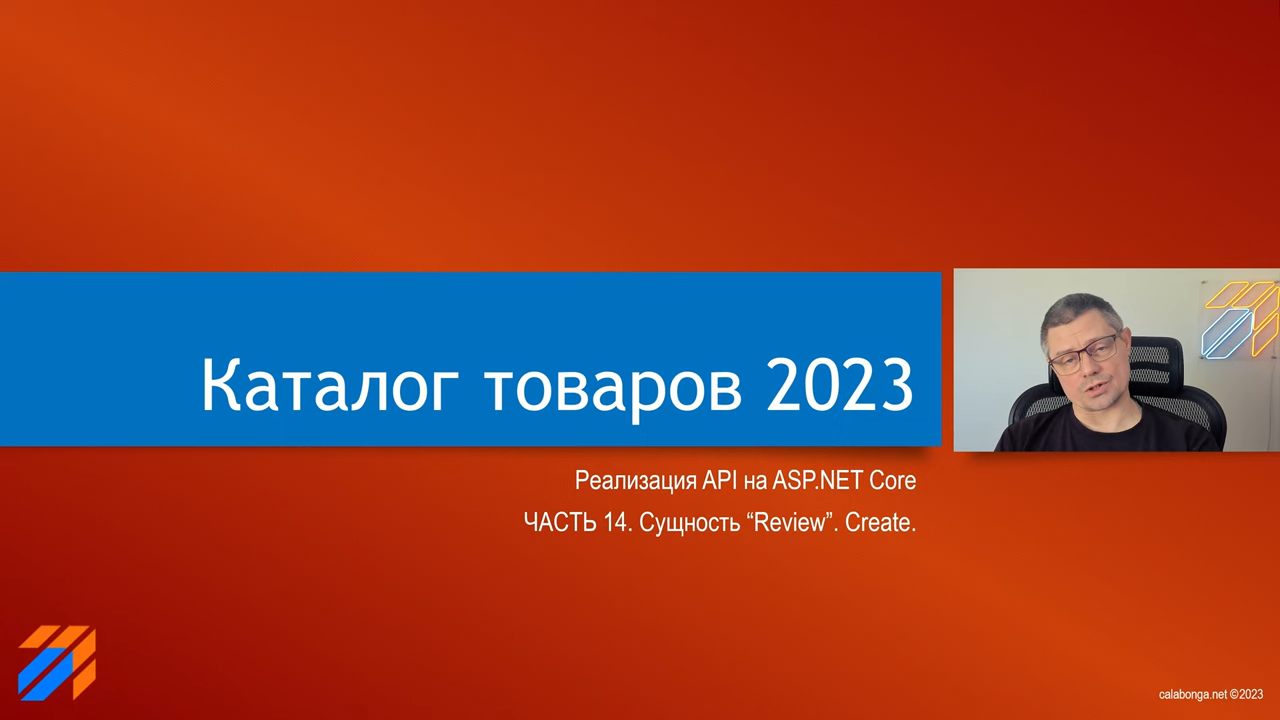 Каталог товаров 2023
Реализация API на ASP.NET Core
ЧАСТЬ 14. Сущность “Review”. Create.
calabonga.net ©2023